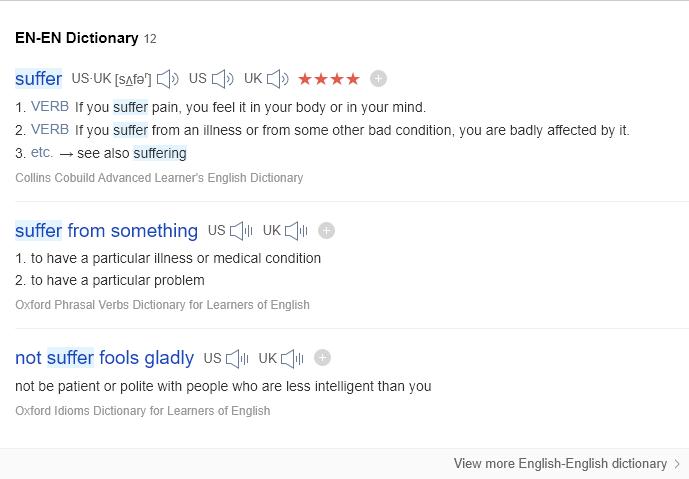 EN-EN Dictionary 12
suffer US·UK [sʌfəʳ] US UK ★★★★
1. VERB If you suffer pain, you feel it in your body or in your mind.
2. VERB If you suffer from an illness or from some other bad condition, you are badly affected by it.
3. etc. → see also suffering
Collins Cobuild Advanced Learner's English Dictionary
suffer from something US UK
1. to have a particular illness or medical condition
2. to have a particular problem
Oxford Phrasal Verbs Dictionary for Learners of English
not suffer fools gladly US UK
not be patient or polite with people who are less intelligent than you
Oxford Idioms Dictionary for Learners of English
View more English-English dictionary >